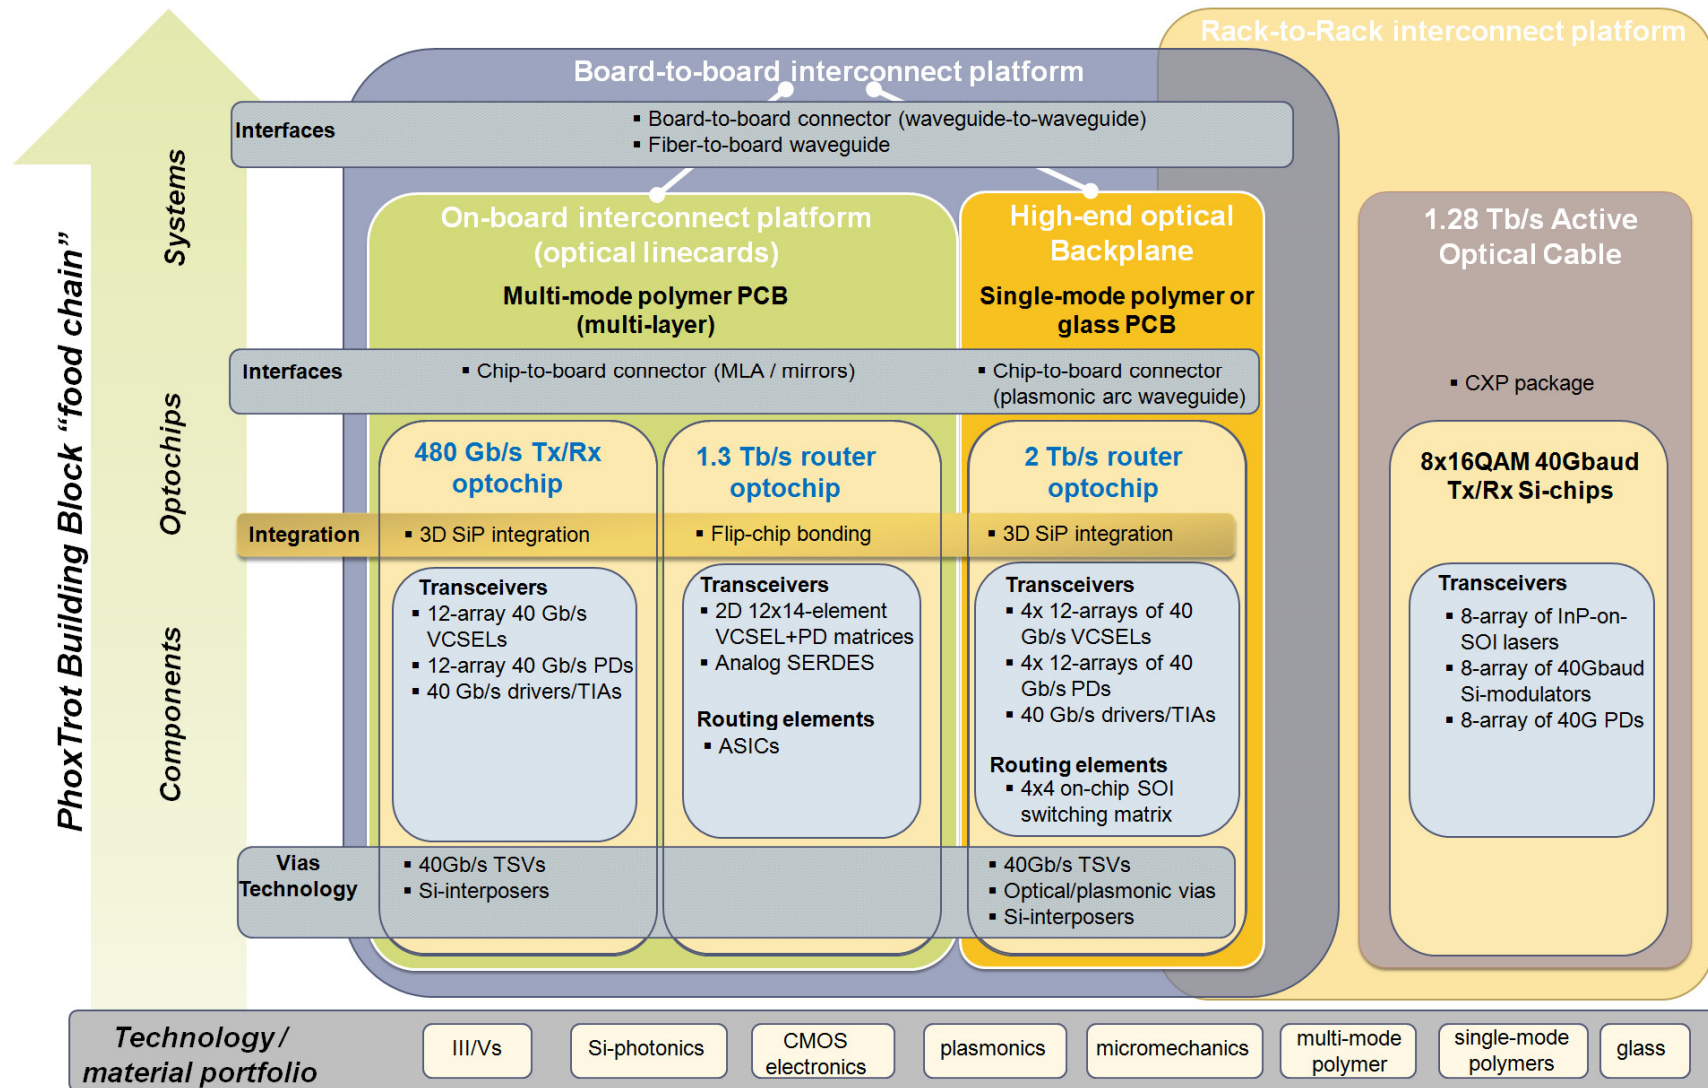 Rack-to-Rack interconnect platform
Board-to-board interconnect platform
Interfaces
▪ Board-to-board connector (waveguide-to-waveguide)
▪ Fiber-to-board waveguide
PhoxTrot Building Block “food chain”
Systems
Optochips
Components
On-board interconnect platform
(optical linecards)
Multi-mode polymer PCB
(multi-layer)
High-end optical
Backplane
Single-mode polymer or
glass PCB
1.28 Tb/s Active
Optical Cable
Interfaces
▪ Chip-to-board connector (MLA / mirrors)
▪ Chip-to-board connector
(plasmonic arc waveguide)
▪ CXP package
480 Gb/s Tx/Rx
optochip
1.3 Tb/s router
optochip
2 Tb/s router
optochip
8x16QAM 40Gbaud
Tx/Rx Si-chips
Integration
▪ 3D SiP integration
▪ Flip-chip bonding
▪ 3D SiP integration
Transceivers
▪ 12-array 40 Gb/s
VCSELs
▪ 12-array 40 Gb/s PDs
▪ 40 Gb/s drivers/TIAs
Transceivers
▪ 2D 12x14-element
VCSEL+PD matrices
▪ Analog SERDES
Routing elements
▪ ASICs
Transceivers
▪ 4x 12-arrays of 40
Gb/s VCSELs
▪ 4x 12-arrays of 40
Gb/s PDs
▪ 40 Gb/s drivers/TIAs
Routing elements
▪ 4x4 on-chip SOI
switching matrix
Transceivers
▪ 8-array of InP-on-
SOI lasers
▪ 8-array of 40Gbaud
Si-modulators
▪ 8-array of 40G PDs
Vias
Technology
▪ 40Gb/s TSVs
▪ Si-interposers
▪ 40Gb/s TSVs
▪ Optical/plasmonic vias
▪ Si-interposers
Technology /
material portfolio
III/Vs
Si-photonics
CMOS
electronics
plasmonics
micromechanics
multi-mode
polymer
single-mode
polymers
glass